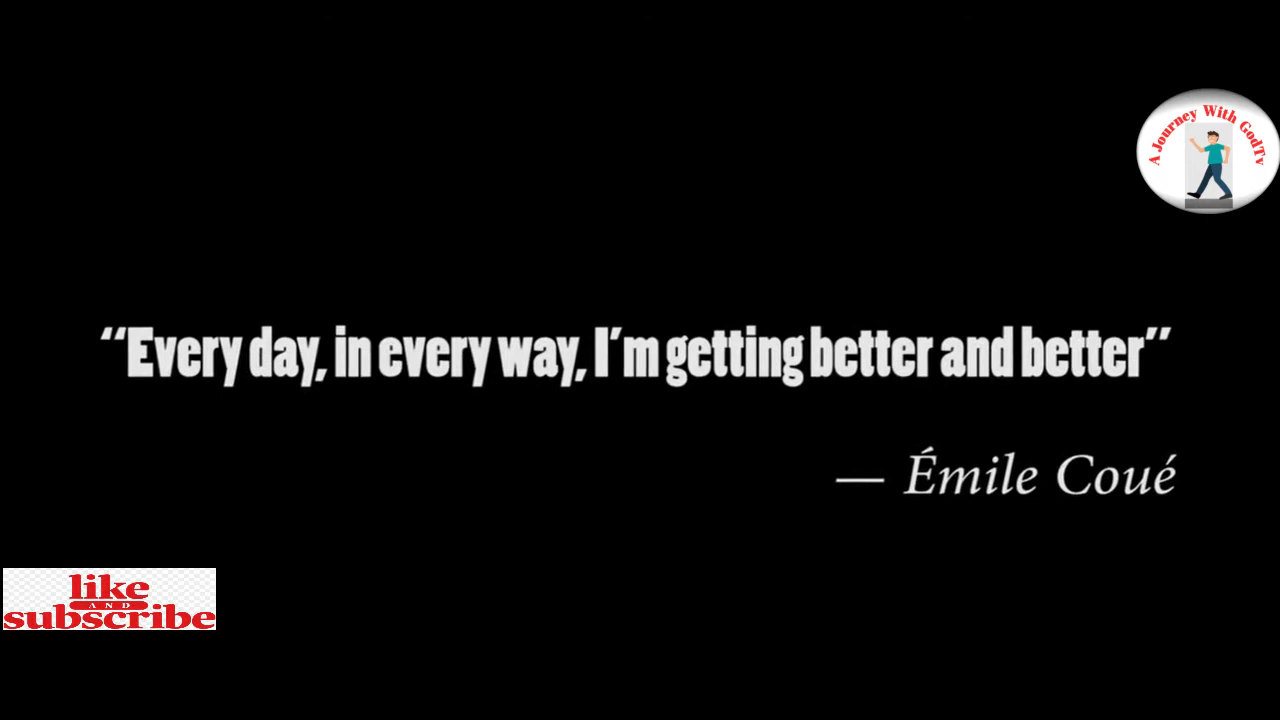 A Journey With GodTv
“Every day, in every way, I’m getting better and better”
— Émile Coué
like
AND
subscribe